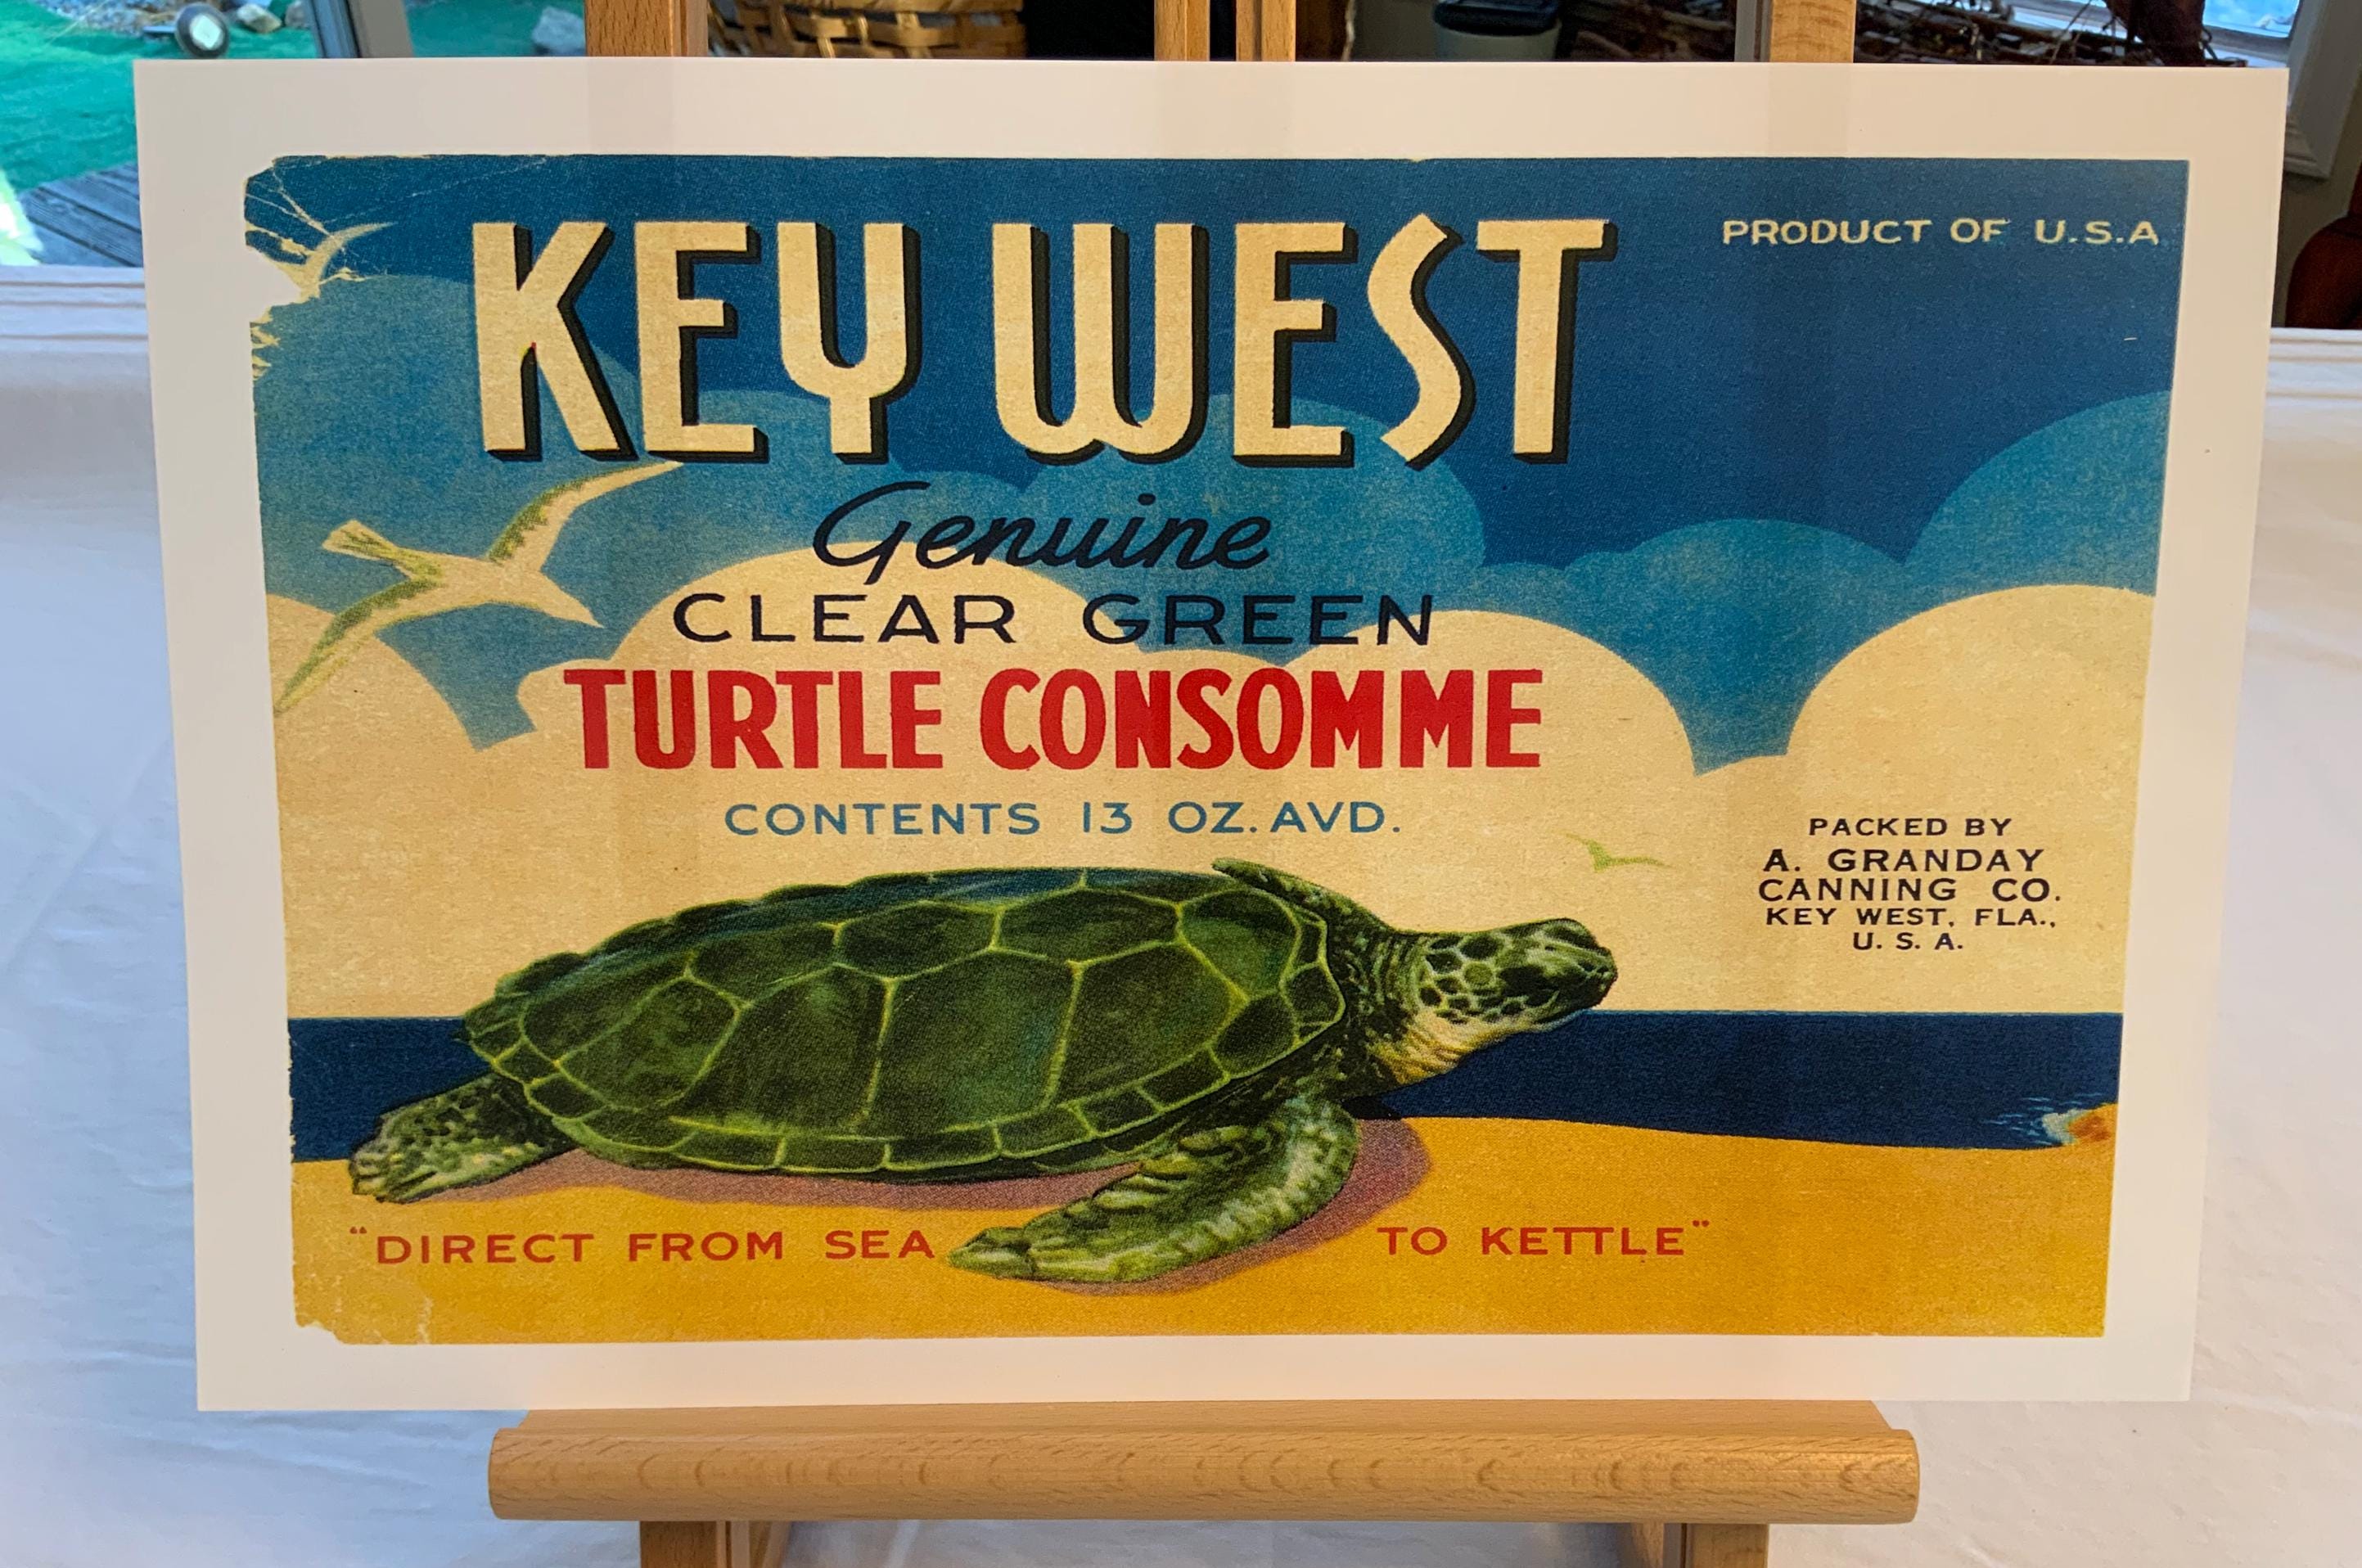 KEY WEST
PRODUCT OF U.S.A
Genuine
CLEAR GREEN
TURTLE CONSOMME
CONTENTS 13 OZ. AVD.
PACKED BY
A. GRANDAY
CANNING CO.
KEY WEST, FLA.,
U. S. A.
"DIRECT FROM SEA TO KETTLE"